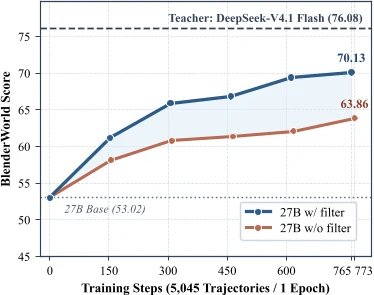 Teacher: DeepSeek-V4.1 Flash (76.08)
75
70
65
60
55
50
45
BlenderWorld Score
70.13
63.86
27B Base (53.02)
27B w/ filter
27B w/o filter
0 150 300 450 600 765 773
Training Steps (5,045 Trajectories / 1 Epoch)